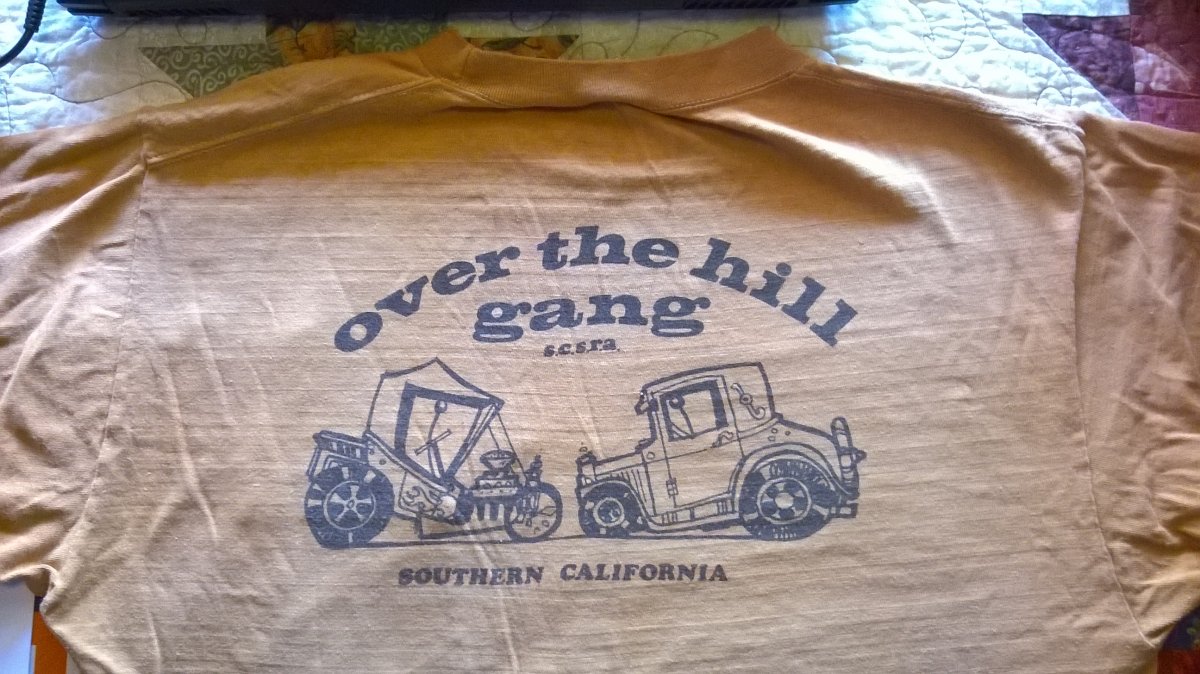 over the hill
gang
s.c.s.r.a.
SOUTHERN CALIFORNIA